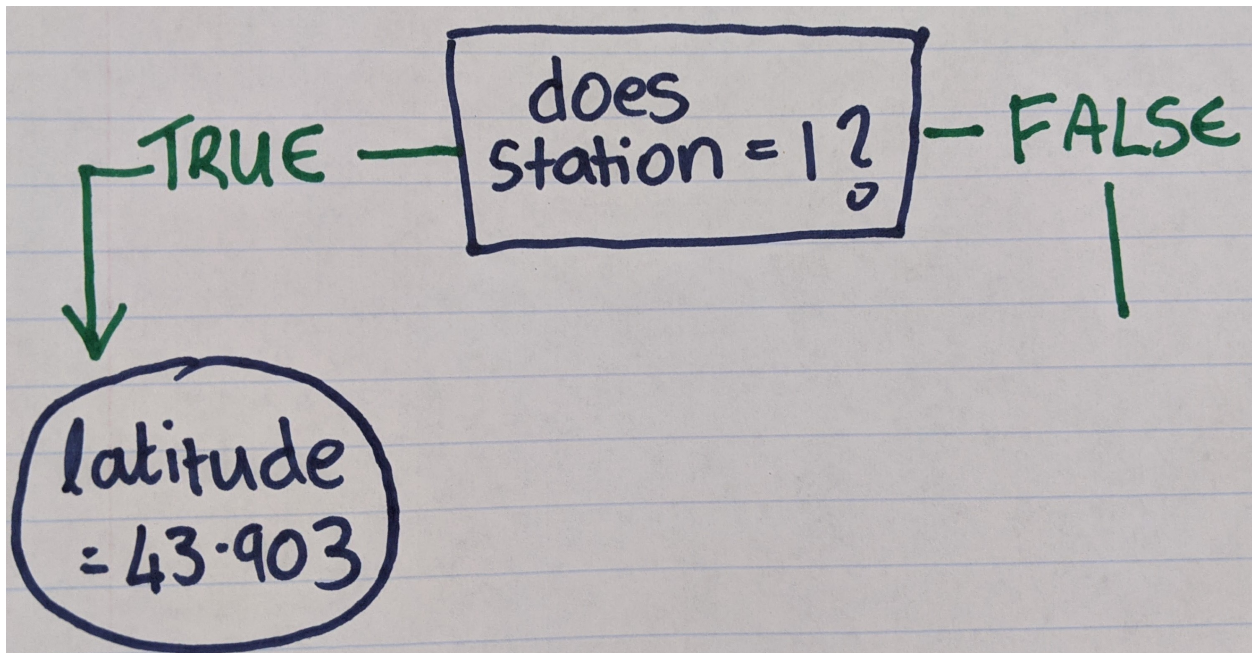 does
TRUE station = 1? FALSE
latitude
= 43.903